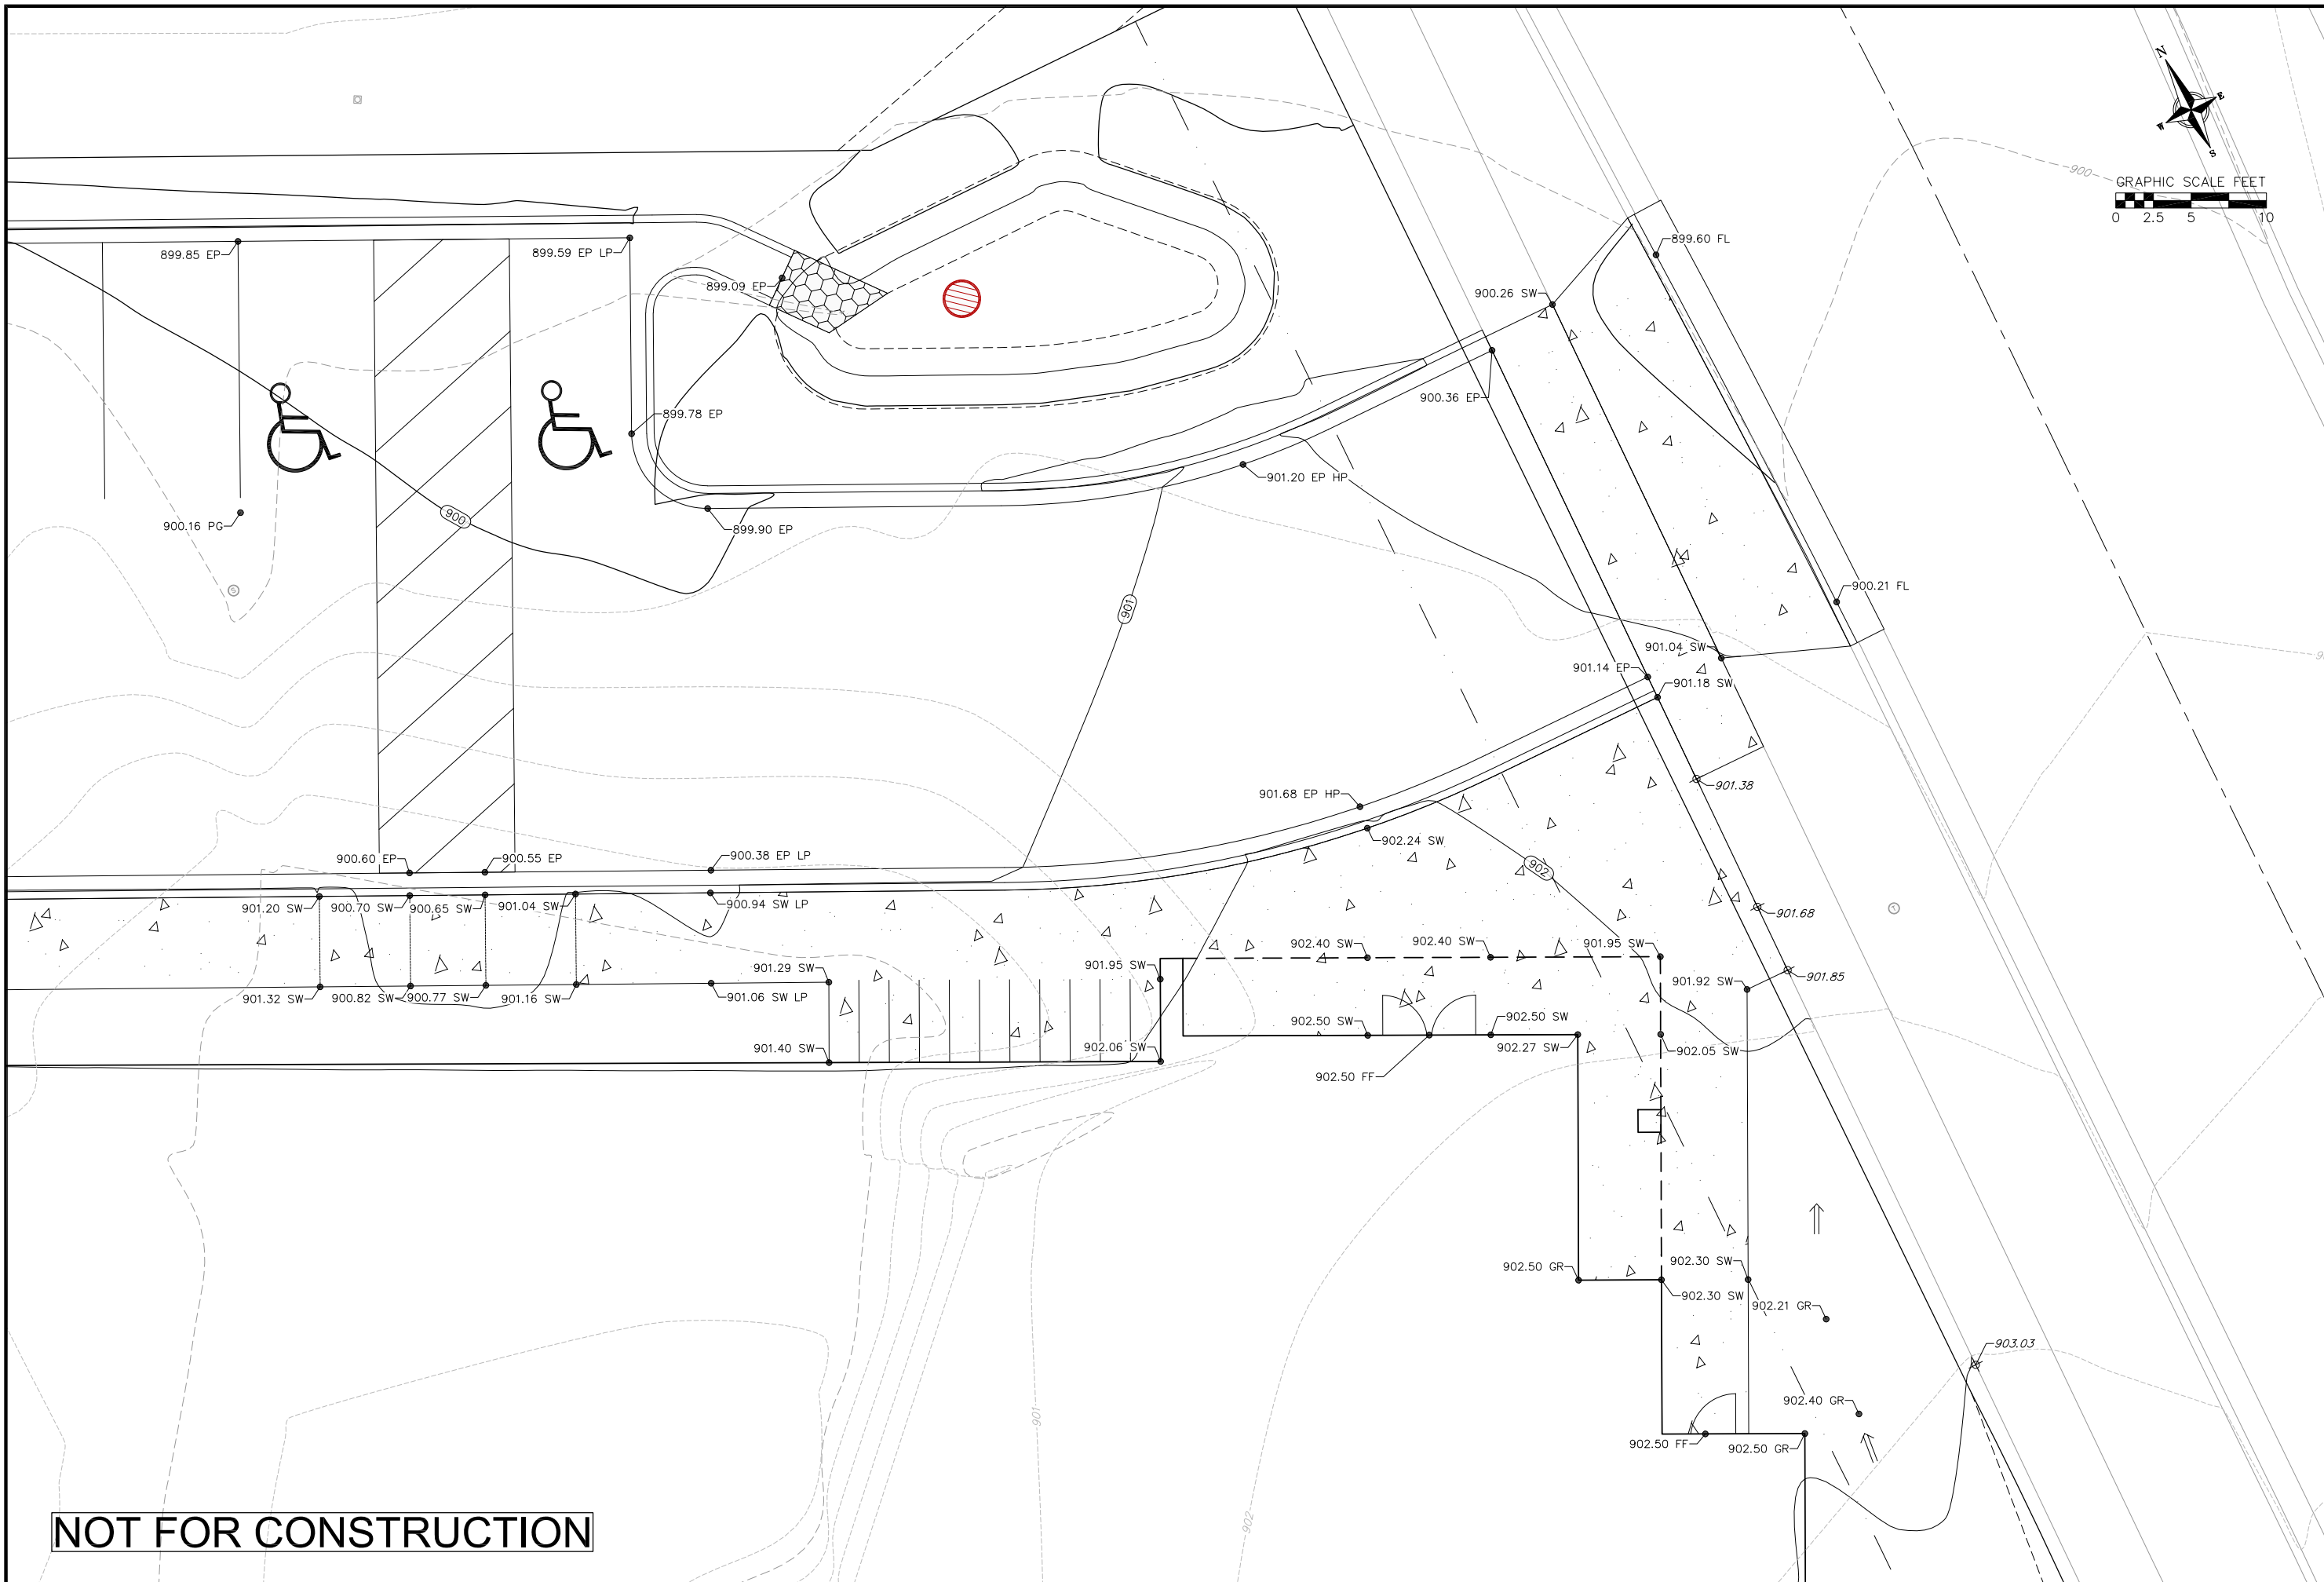 N
E
W
S
GRAPHIC SCALE FEET
0 2.5 5 10
900
899.85 EP
899.59 EP LP
899.09 EP
899.60 FL
900.26 SW
900.36 EP
899.78 EP
901.20 EP HP
900.16 PG
900
899.90 EP
S
901
900.21 FL
901.04 SW
901.14 EP
901.18 SW
901.38
901.68 EP HP
902.24 SW
900.60 EP
900.55 EP
900.38 EP LP
902
901.20 SW
900.70 SW
900.65 SW
901.04 SW
900.94 SW LP
901.68
902.40 SW
902.40 SW
901.95 SW
901.29 SW
901.95 SW
901.92 SW
901.85
901.32 SW
900.82 SW
900.77 SW
901.16 SW
901.06 SW LP
902.50 SW
902.50 SW
901.40 SW
902.06 SW
902.27 SW
902.05 SW
902.50 FF
902.50 GR
902.30 SW
902.30 SW
902.21 GR
903.03
901
902.40 GR
902.50 FF
902.50 GR
902
NOT FOR CONSTRUCTION